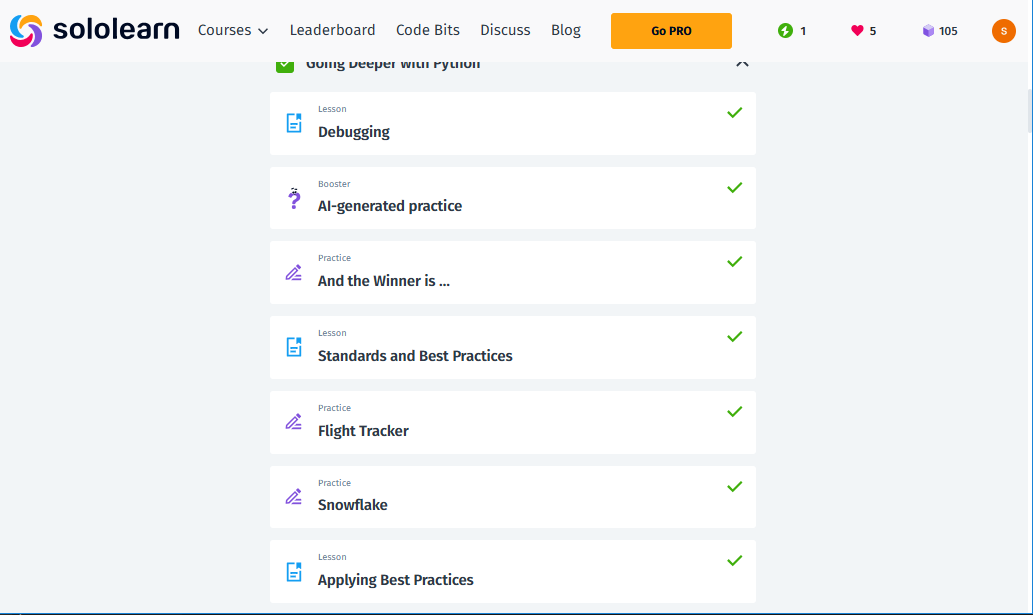 sololearn Courses Leaderboard Code Bits Discuss Blog Go PRO 1 5 105 S
Going Deeper with Python
Lesson
Debugging
Booster
AI-generated practice
Practice
And the Winner is ...
Lesson
Standards and Best Practices
Practice
Flight Tracker
Practice
Snowflake
Lesson
Applying Best Practices